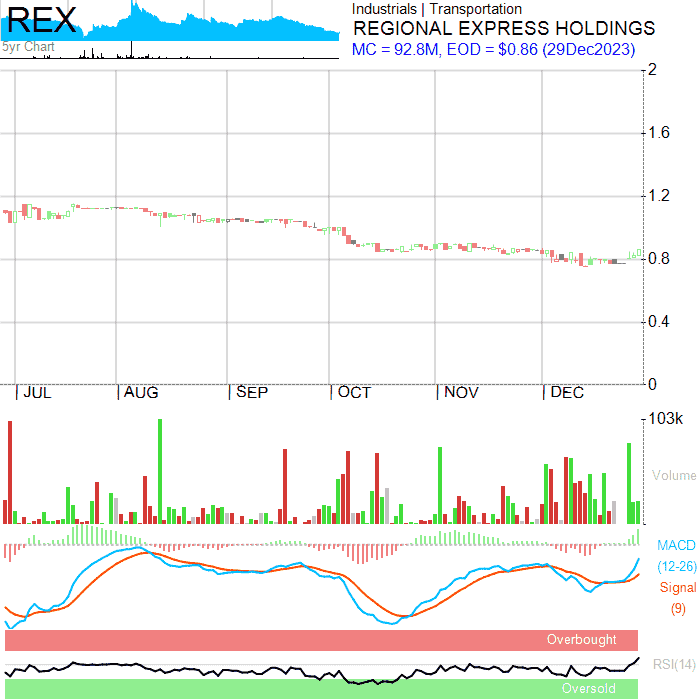 REX
5yr Chart
Industrials | Transportation
REGIONAL EXPRESS HOLDINGS
MC = 92.8M, EOD = $0.86 (29Dec2023)
2
1.6
1.2
0.8
0.4
0
| JUL | AUG | SEP | OCT | NOV | DEC
103k
Volume
MACD
(12-26)
Signal
(9)
Overbought
RSI(14)
Oversold